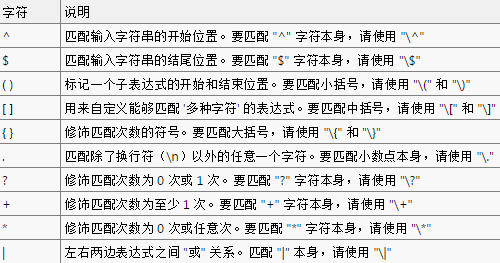 字符 说明
^ 匹配输入字符串的开始位置。要匹配 "^" 字符本身，请使用 "\^"
$ 匹配输入字符串的结尾位置。要匹配 "$" 字符本身，请使用 "\$"
( ) 标记一个子表达式的开始和结束位置。要匹配小括号，请使用 "\(" 和 "\)"
[ ] 用来自定义能够匹配 '多种字符' 的表达式。要匹配中括号，请使用 "\[" 和 "\]"
{ } 修饰匹配次数的符号。要匹配大括号，请使用 "\{" 和 "\}"
. 匹配除了换行符（\n）以外的任意一个字符。要匹配小数点本身，请使用 "\."
? 修饰匹配次数为 0 次或 1 次。要匹配 "?" 字符本身，请使用 "\?"
+ 修饰匹配次数为至少 1 次。要匹配 "+" 字符本身，请使用 "\+"
* 修饰匹配次数为 0 次或任意次。要匹配 "*" 字符本身，请使用 "\*"
| 左右两边表达式之间 "或" 关系。匹配 "|" 本身，请使用 "\|"